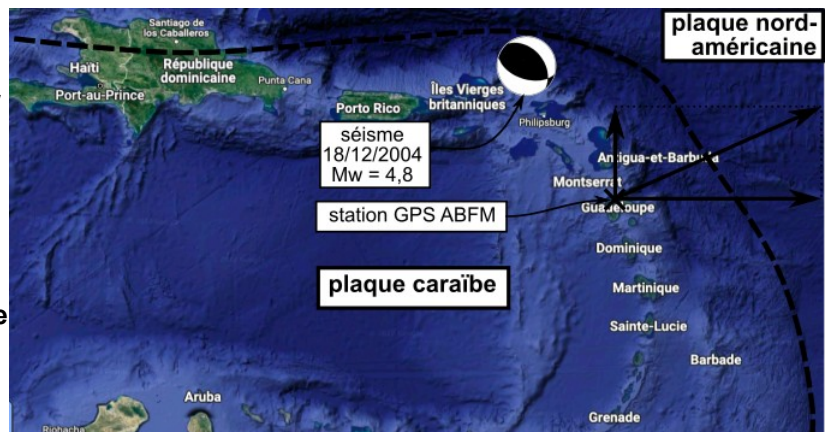 Santiago de
los Caballeros
plaque nord-
américaine
Haïti
République
dominicaine
Punta Cana
Port-au-Prince
Îles Vierges
britanniques
Porto Rico
Philipsburg
séisme
18/12/2004
Mw = 4,8
Antigua-et-Barbuda
Montserrat
station GPS ABFM
Guadeloupe
Dominique
plaque caraïbe
Martinique
e
Sainte-Lucie
Barbade
Aruba
Grenade
Riohacha